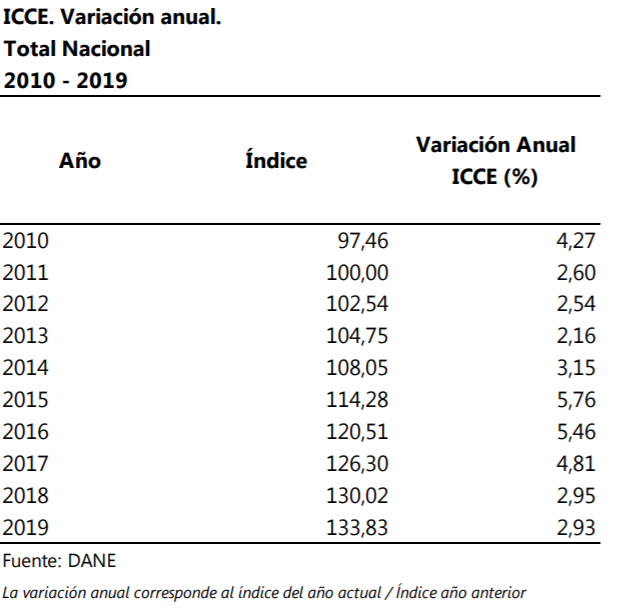 ICCE. Variación anual.
Total Nacional
2010 - 2019
Año Índice Variación Anual
ICCE (%)
2010 97,46 4,27
2011 100,00 2,60
2012 102,54 2,54
2013 104,75 2,16
2014 108,05 3,15
2015 114,28 5,76
2016 120,51 5,46
2017 126,30 4,81
2018 130,02 2,95
2019 133,83 2,93
Fuente: DANE
La variación anual corresponde al índice del año actual / Índice año anterior